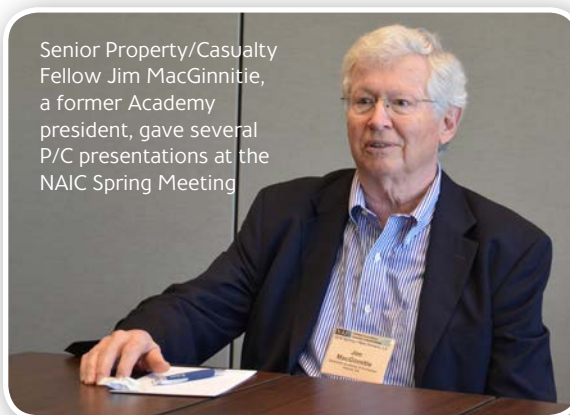 Senior Property/Casualty
Fellow Jim MacGinnitie,
a former Academy
president, gave several
P/C presentations at the
NAIC Spring Meeting
Jim
MacGinnitie